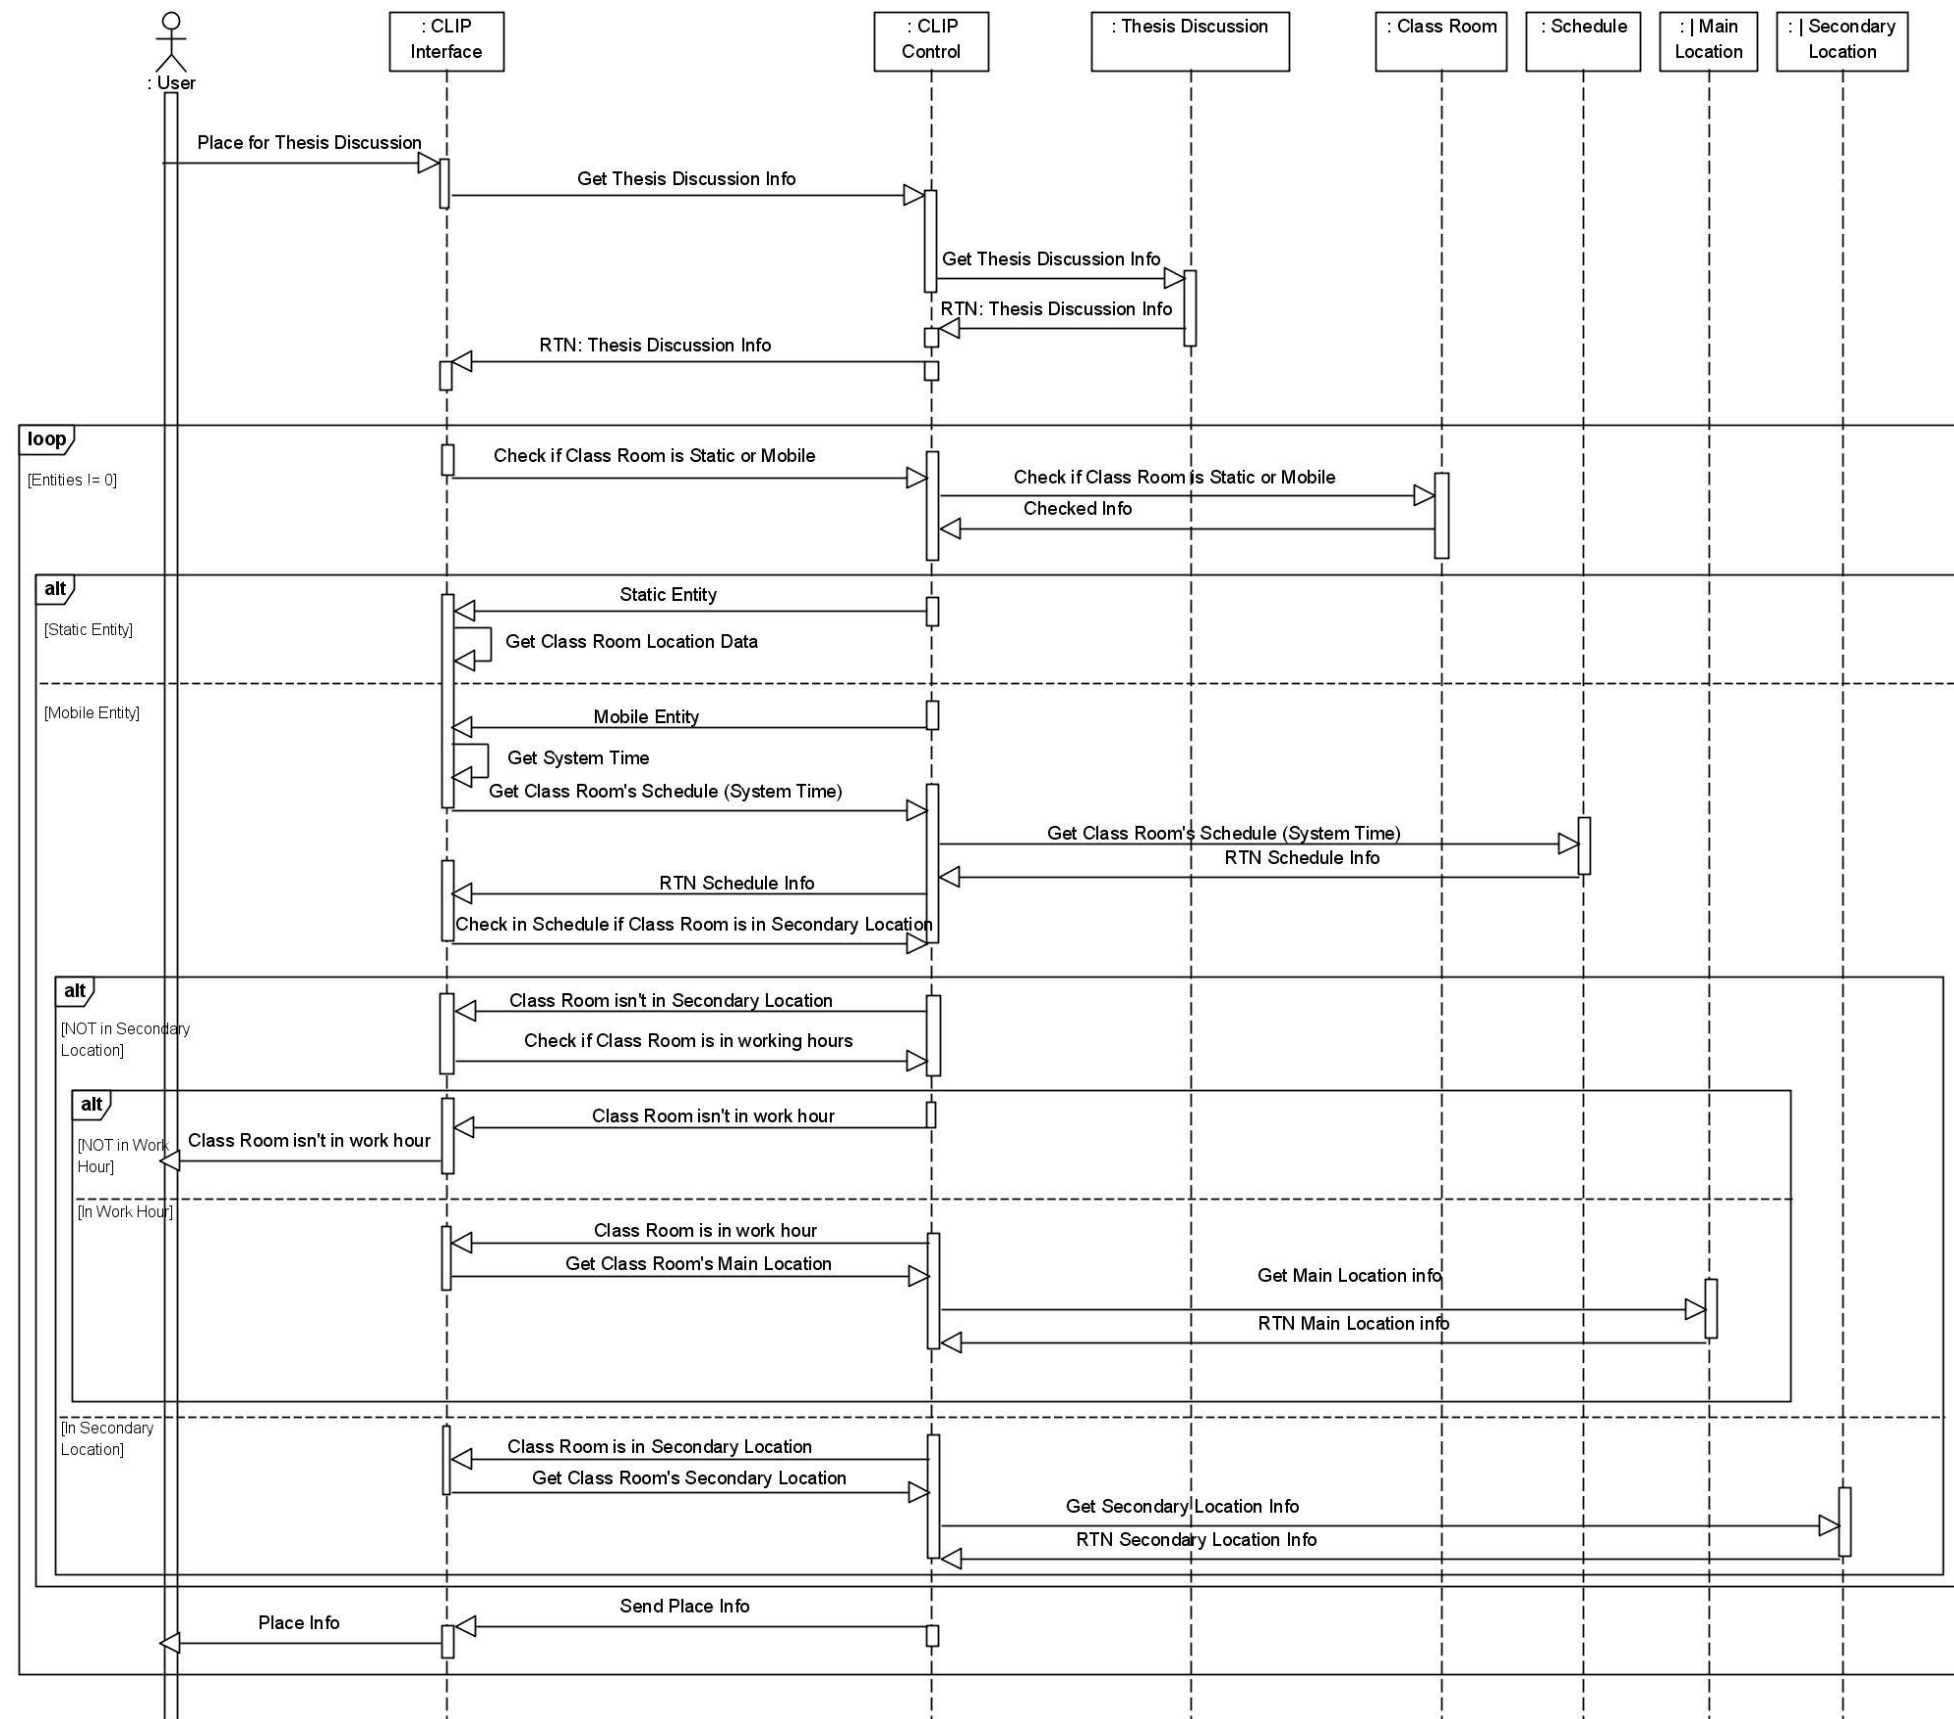 : User
: CLIP
Interface
: CLIP
Control
: Thesis Discussion
: Class Room
: Schedule
: | Main
Location
: | Secondary
Location
Place for Thesis Discussion
Get Thesis Discussion Info
Get Thesis Discussion Info
RTN: Thesis Discussion Info
RTN: Thesis Discussion Info
loop
[Entities != 0]
Check if Class Room is Static or Mobile
Check if Class Room is Static or Mobile
Checked Info
alt
[Static Entity]
Static Entity
Get Class Room Location Data
[Mobile Entity]
Mobile Entity
Get System Time
Get Class Room's Schedule (System Time)
Get Class Room's Schedule (System Time)
RTN Schedule Info
RTN Schedule Info
Check in Schedule if Class Room is in Secondary Location
alt
[NOT in Secondary
Location]
Class Room isn't in Secondary Location
Check if Class Room is in working hours
alt
[NOT in Work
Hour]
Class Room isn't in work hour
Class Room isn't in work hour
[In Work Hour]
Class Room is in work hour
Get Class Room's Main Location
Get Main Location info
RTN Main Location info
[In Secondary
Location]
Class Room is in Secondary Location
Get Class Room's Secondary Location
Get Secondary Location Info
RTN Secondary Location Info
Send Place Info
Place Info